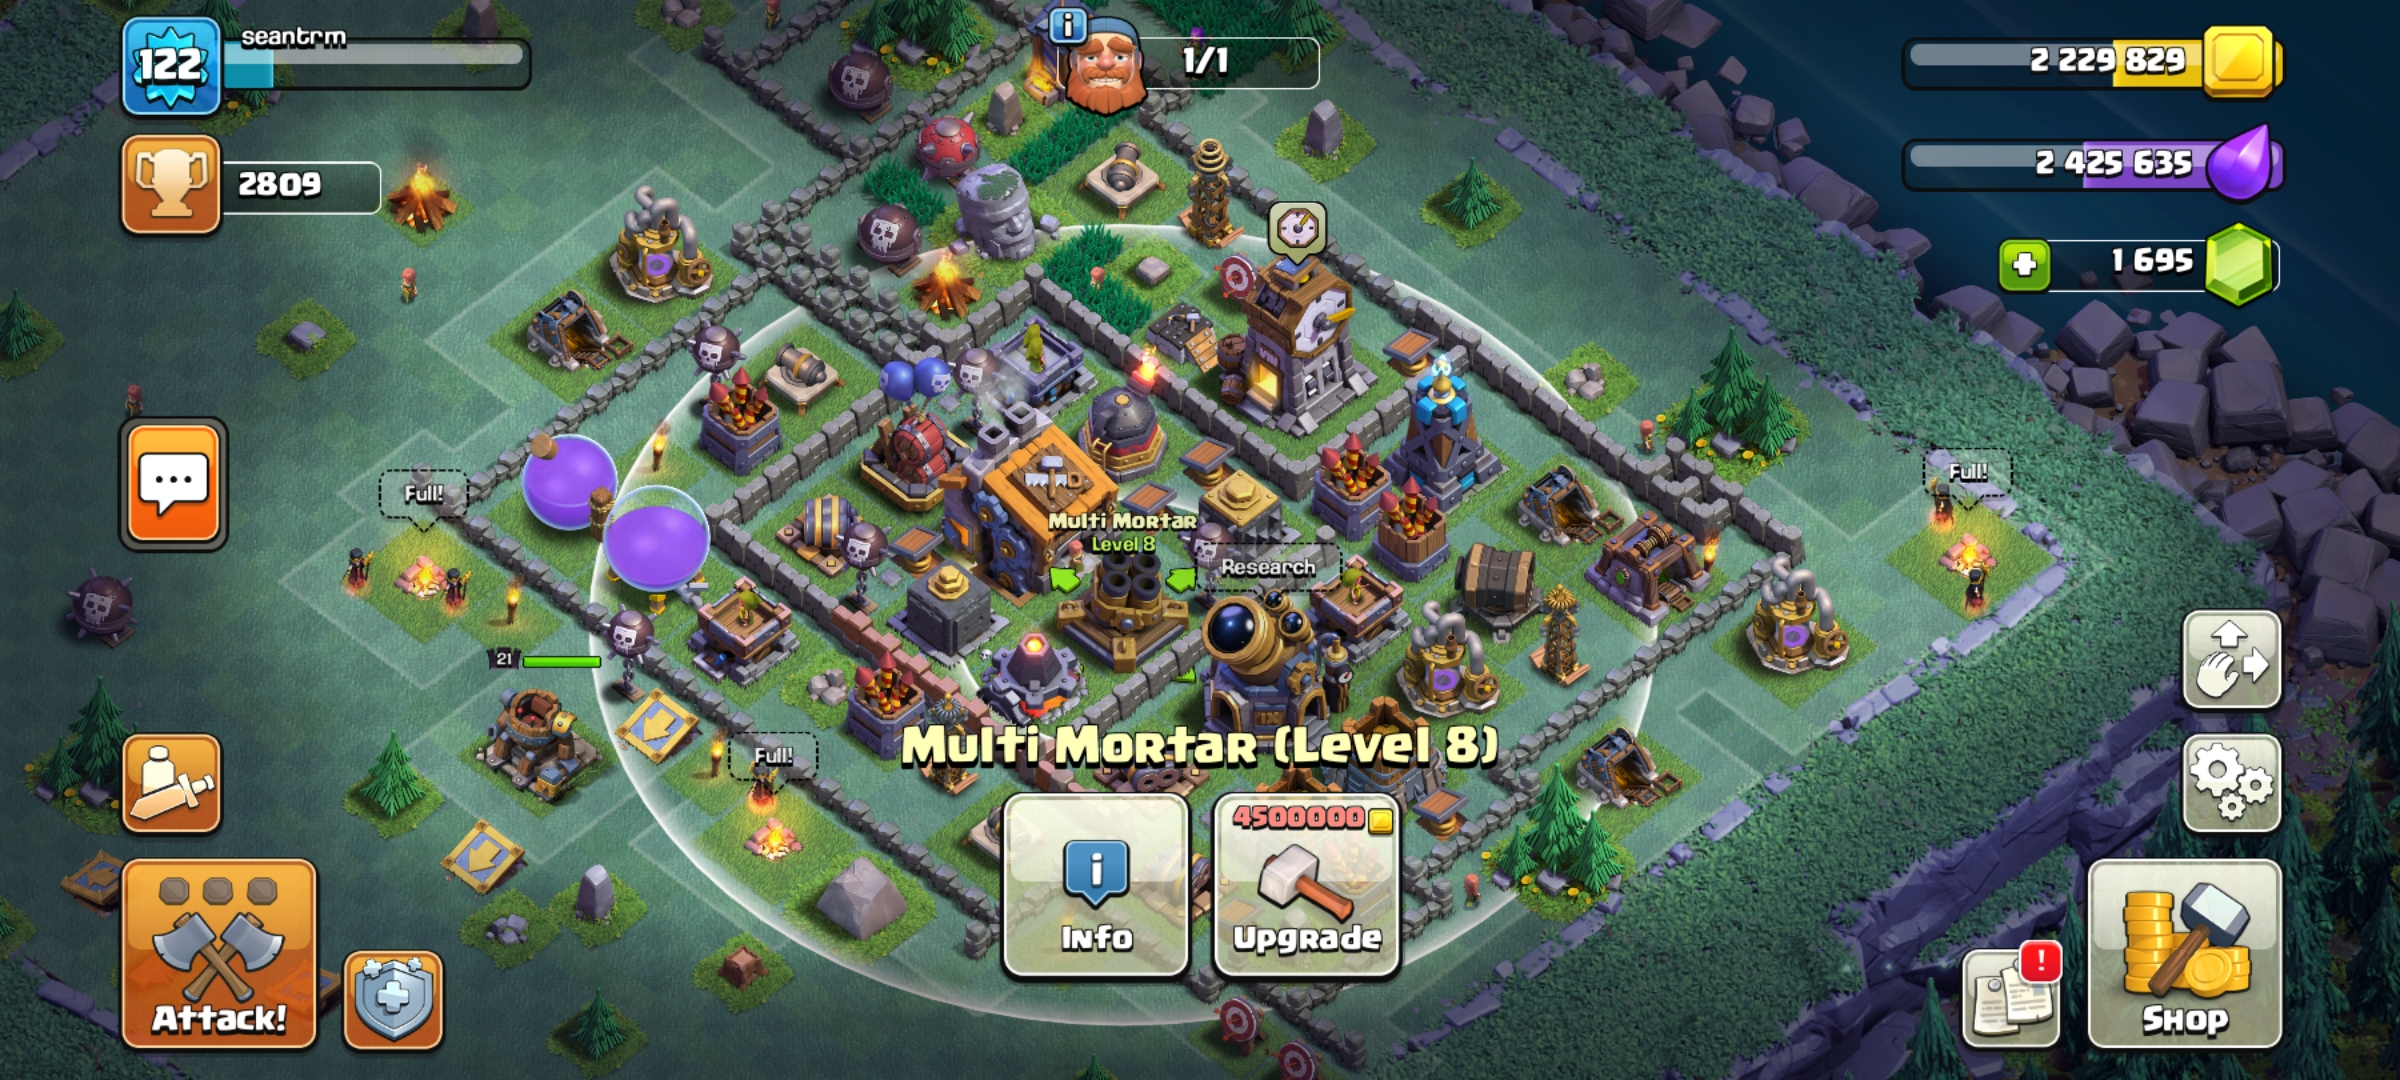 seantrm
122
1/1
2 229 829
2809
2 425 635
1 695
Full!
Full!
Multi Mortar
Level 8
Research
21
Full!
Multi Mortar (Level 8)
4500000
Info
Upgrade
Attack!
!
Shop